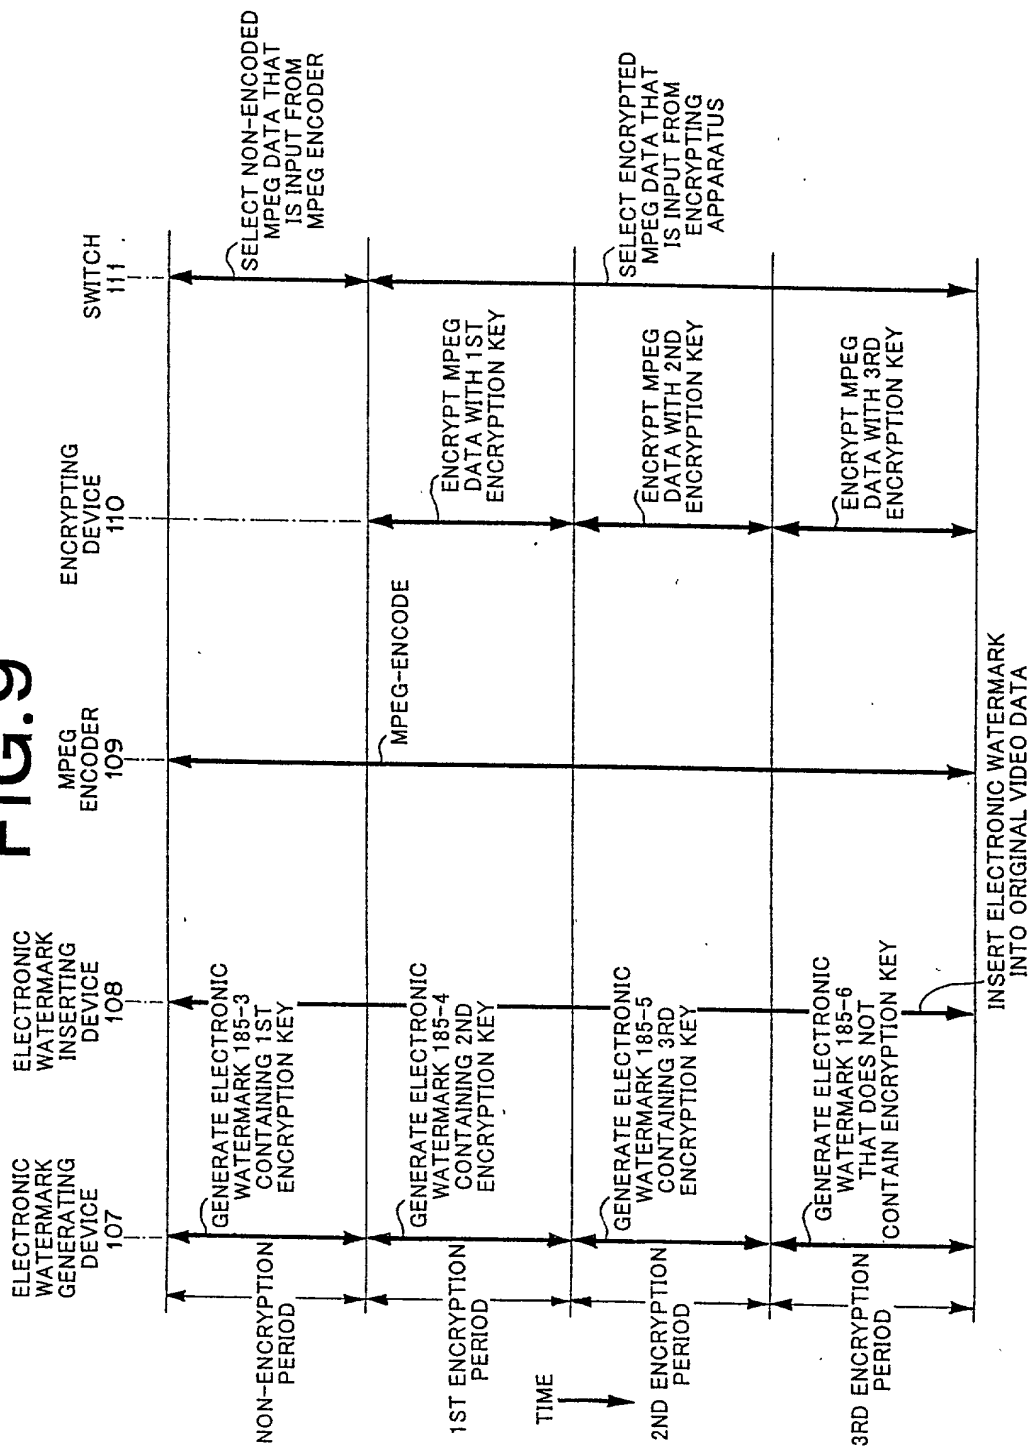 FIG.9
ELECTRONIC
WATERMARK
GENERATING
DEVICE
107
ELECTRONIC
WATERMARK
INSERTING
DEVICE
108
MPEG
ENCODER
109
ENCRYPTING
DEVICE
110
SWITCH
111
NON-ENCRYPTION
PERIOD
GENERATE ELECTRONIC
WATERMARK 185-3
CONTAINING 1ST
ENCRYPTION KEY
SELECT NON-ENCODED
MPEG DATA THAT
IS INPUT FROM
MPEG ENCODER
1ST ENCRYPTION
PERIOD
GENERATE ELECTRONIC
WATERMARK 185-4
CONTAINING 2ND
ENCRYPTION KEY
MPEG-ENCODE
ENCRYPT MPEG
DATA WITH 1ST
ENCRYPTION KEY
TIME
2ND ENCRYPTION
PERIOD
GENERATE ELECTRONIC
WATERMARK 185-5
CONTAINING 3RD
ENCRYPTION KEY
ENCRYPT MPEG
DATA WITH 2ND
ENCRYPTION KEY
SELECT ENCRYPTED
MPEG DATA THAT
IS INPUT FROM
ENCRYPTING
APPARATUS
3RD ENCRYPTION
PERIOD
GENERATE ELECTRONIC
WATERMARK 185-6
THAT DOES NOT
CONTAIN ENCRYPTION KEY
ENCRYPT MPEG
DATA WITH 3RD
ENCRYPTION KEY
INSERT ELECTRONIC WATERMARK
INTO ORIGINAL VIDEO DATA